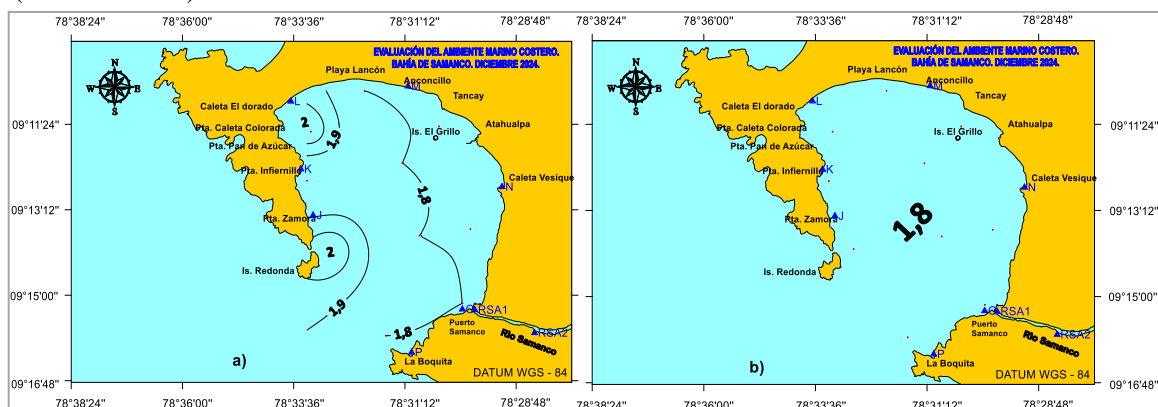 78°38'24" 78°36'00" 78°33'36" 78°31'12" 78°28'48"
EVALUACIÓN DEL AMBIENTE MARINO COSTERO.
BAHÍA DE SAMANCO. DICIEMBRE 2024.
N
W E
S
Playa Lancón
Anconcillo
M
Tancay
L
Caleta El dorado
2
1,9
Pta. Caleta Colorada
Is. El Grillo
Atahualpa
09°11'24"
Pta. Pan de Azúcar
Pta. Infiernillo
K
Caleta Vesique
N
1,8
09°13'12"
Pta. Zamora
J
2
Is. Redonda
09°15'00"
1,9
1,8
RSA1
Puerto
Samanco
RSA2
Rio Samanco
P
La Boquita
a)
DATUM WGS - 84
09°16'48"
78°38'24" 78°36'00" 78°33'36" 78°31'12" 78°28'48"
78°38'24" 78°36'00" 78°33'36" 78°31'12" 78°28'48"
EVALUACIÓN DEL AMBIENTE MARINO COSTERO.
BAHÍA DE SAMANCO. DICIEMBRE 2024.
N
W E
S
Playa Lancón
Anconcillo
M
Tancay
L
Caleta El dorado
Pta. Caleta Colorada
Is. El Grillo
Atahualpa
09°11'24"
Pta. Pan de Azúcar
Pta. Infiernillo
K
Caleta Vesique
N
1,8
09°13'12"
Pta. Zamora
J
Is. Redonda
09°15'00"
RSA1
Puerto
Samanco
RSA2
Rio Samanco
P
La Boquita
b)
DATUM WGS - 84
09°16'48"
78°38'24" 78°36'00" 78°33'36" 78°31'12" 78°28'48"